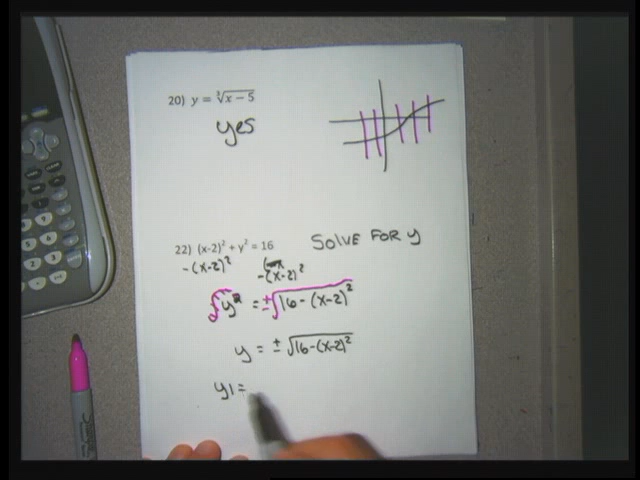 20) y = ∛(x − 5)
yes
22) (x-2)² + y² = 16 SOLVE FOR y
-(x-2)² -(x-2)²
√y² = ±√16-(x-2)²
y = ±√16-(x-2)²
y1=